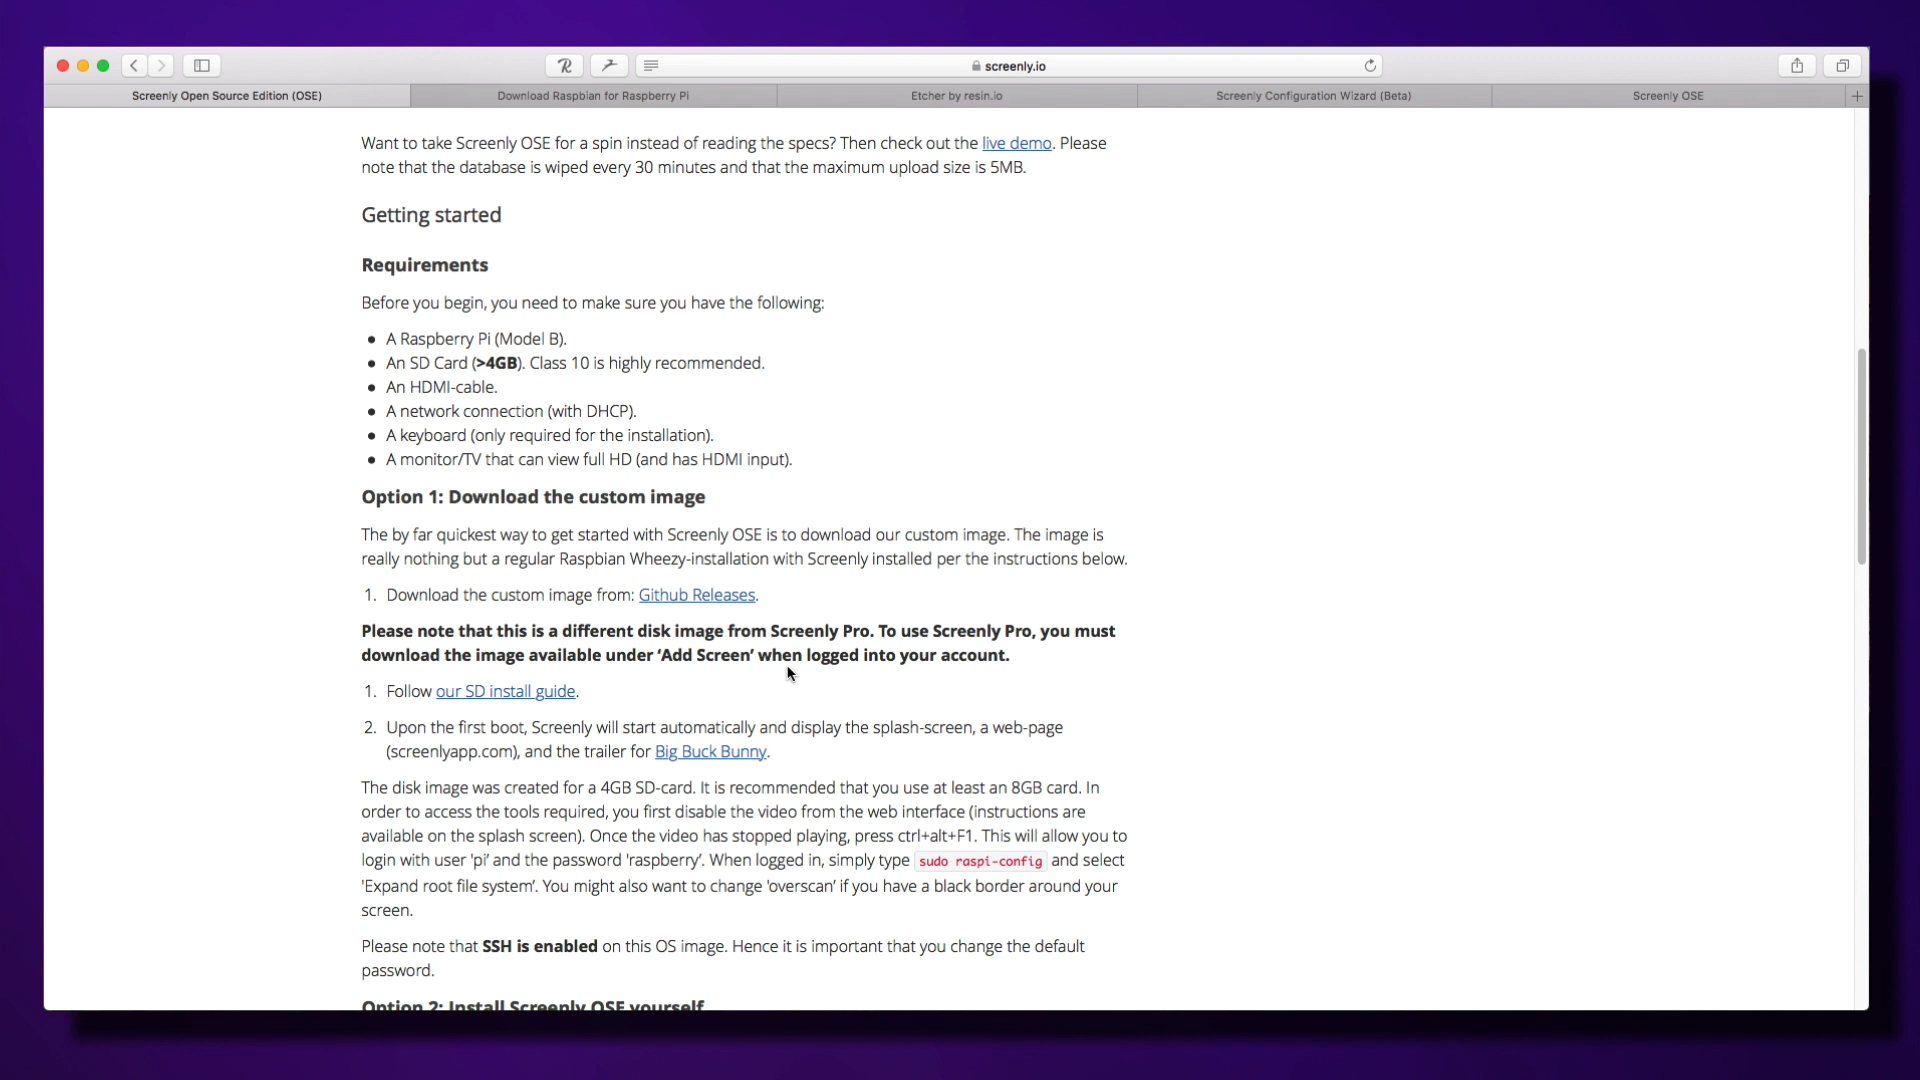 screenly.io
Screenly Open Source Edition (OSE)
Download Raspbian for Raspberry Pi
Etcher by resin.io
Screenly Configuration Wizard (Beta)
Screenly OSE
Want to take Screenly OSE for a spin instead of reading the specs? Then check out the live demo. Please
note that the database is wiped every 30 minutes and that the maximum upload size is 5MB.
Getting started
Requirements
Before you begin, you need to make sure you have the following:
• A Raspberry Pi (Model B).
• An SD Card (>4GB). Class 10 is highly recommended.
• An HDMI-cable.
• A network connection (with DHCP).
• A keyboard (only required for the installation).
• A monitor/TV that can view full HD (and has HDMI input).
Option 1: Download the custom image
The by far quickest way to get started with Screenly OSE is to download our custom image. The image is
really nothing but a regular Raspbian Wheezy-installation with Screenly installed per the instructions below.
1. Download the custom image from: Github Releases.
Please note that this is a different disk image from Screenly Pro. To use Screenly Pro, you must
download the image available under ‘Add Screen’ when logged into your account.
1. Follow our SD install guide.
2. Upon the first boot, Screenly will start automatically and display the splash-screen, a web-page
(screenlyapp.com), and the trailer for Big Buck Bunny.
The disk image was created for a 4GB SD-card. It is recommended that you use at least an 8GB card. In
order to access the tools required, you first disable the video from the web interface (instructions are
available on the splash screen). Once the video has stopped playing, press ctrl+alt+F1. This will allow you to
login with user 'pi' and the password 'raspberry'. When logged in, simply type sudo raspi-config and select
'Expand root file system'. You might also want to change 'overscan' if you have a black border around your
screen.
Please note that SSH is enabled on this OS image. Hence it is important that you change the default
password.
Option 2: Install Screenly OSE yourself